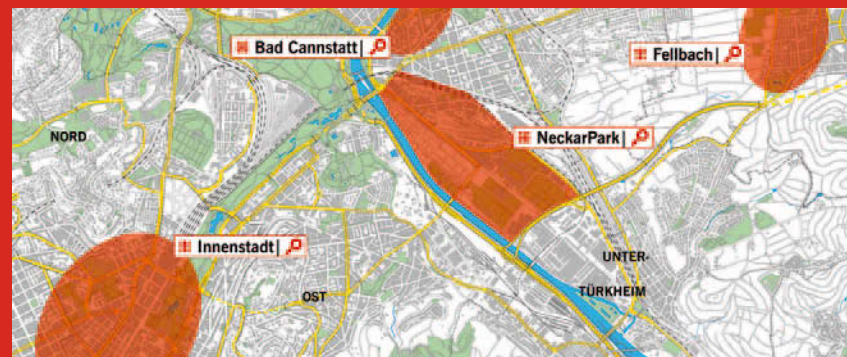 Bad Cannstatt|
Fellbach|
NORD
NeckarPark|
Innenstadt|
UNTER-
TÜRKHEIM
OST